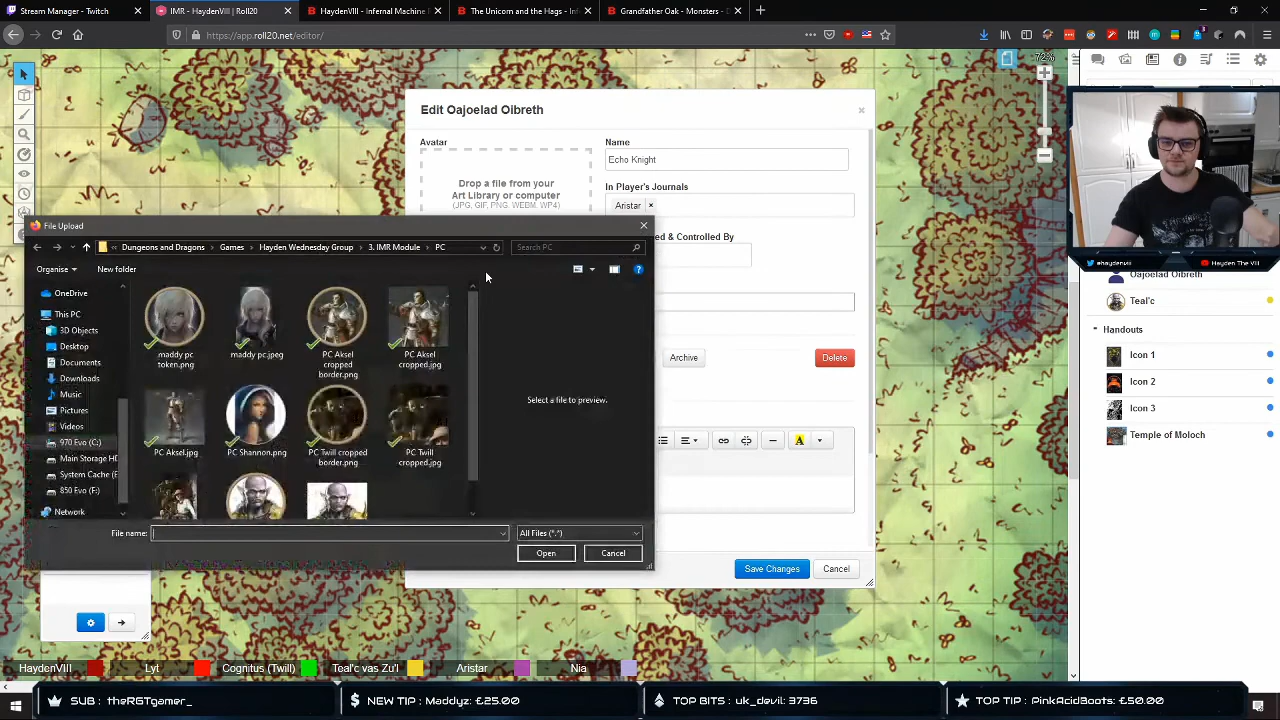 Stream Manager - Twitch
IMR - HaydenVIII | Roll20
HaydenVIII - Infernal Machine
The Unicorn and the Hags - Inf
Grandfather Oak - Monsters - D
https://app.roll20.net/editor/
72%
Edit Oajoelad Oibreth
Avatar
Drop a file from your
Art Library or computer
(JPG, GIF, PNG, WEBM, WP4)
Name
Echo Knight
In Player's Journals
Aristar ×
ed & Controlled By
Archive
Delete
Save Changes
Cancel
File Upload
Dungeons and Dragons > Games > Hayden Wednesday Group > 3. IMR Module > PC
Search PC
Organise
New folder
OneDrive
This PC
3D Objects
Desktop
Documents
Downloads
Music
Pictures
Videos
970 Evo (C:)
Main Storage HD
System Cache (E
850 Evo (F:)
Network
maddy pc token.png
maddy pc.jpeg
PC Aksel cropped border.png
PC Aksel cropped.jpg
PC Aksel.jpg
PC Shannon.png
PC Twill cropped border.png
PC Twill cropped.jpg
Select a file to preview.
File name:
All Files (*.*)
Open
Cancel
@haydenviii
Hayden The VIII
Oajoelad Oibreth
Teal'c
Handouts
Icon 1
Icon 2
Icon 3
Temple of Moloch
HaydenVIII
Lyt
Cognitus (Twill)
Teal'c vas Zu'l
Aristar
Nia
SUB : theRGTgamer_
NEW TIP : Maddyz: £25.00
TOP BITS : uk_devil: 3736
TOP TIP : PinkAcidBoots: £50.00